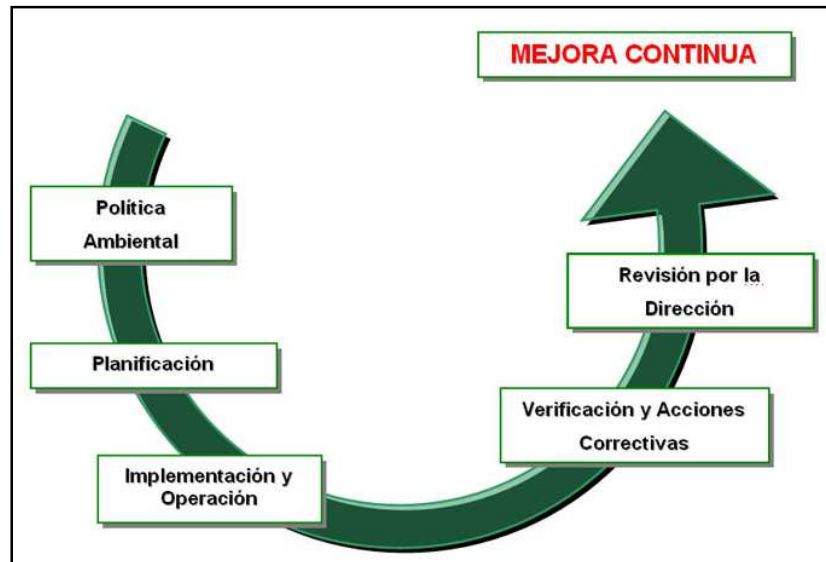 MEJORA CONTINUA
Política
Ambiental
Planificación
Implementación y
Operación
Verificación y Acciones
Correctivas
Revisión por la
Dirección